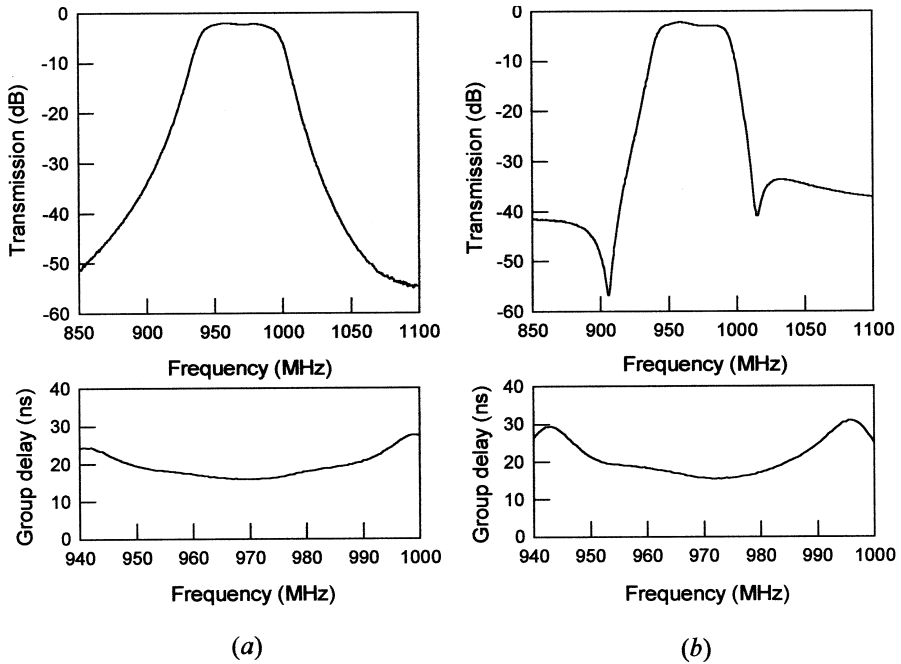 0
-10
-20
-30
-40
-50
-60
Transmission (dB)
850 900 950 1000 1050 1100
Frequency (MHz)
40
30
20
10
0
Group delay (ns)
940 950 960 970 980 990 1000
Frequency (MHz)
(a)
0
-10
-20
-30
-40
-50
-60
Transmission (dB)
850 900 950 1000 1050 1100
Frequency (MHz)
40
30
20
10
0
Group delay (ns)
940 950 960 970 980 990 1000
Frequency (MHz)
(b)